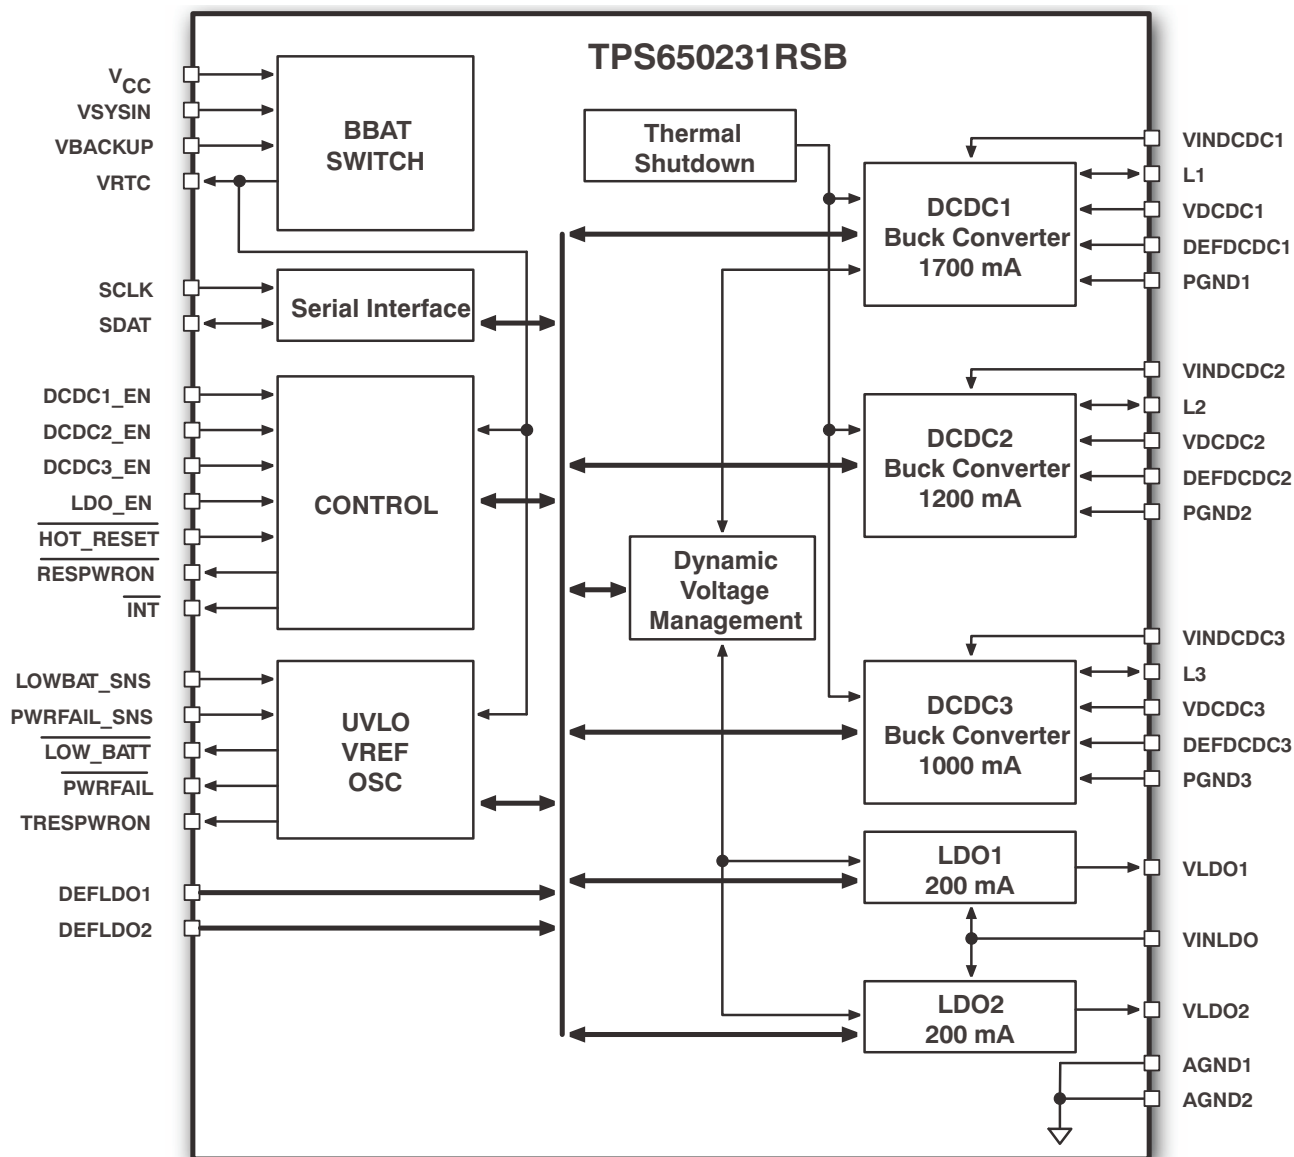 TPS650231RSB
VCC
VSYSIN
VBACKUP
VRTC
BBAT
SWITCH
SCLK
SDAT
Serial Interface
DCDC1_EN
DCDC2_EN
DCDC3_EN
LDO_EN
HOT_RESET
RESPWRON
INT
CONTROL
LOWBAT_SNS
PWRFAIL_SNS
LOW_BATT
PWRFAIL
TRESPWRON
UVLO
VREF
OSC
DEFLDO1
DEFLDO2
Thermal
Shutdown
Dynamic
Voltage
Management
DCDC1
Buck Converter
1700 mA
VINDCDC1
L1
VDCDC1
DEFDCDC1
PGND1
DCDC2
Buck Converter
1200 mA
VINDCDC2
L2
VDCDC2
DEFDCDC2
PGND2
DCDC3
Buck Converter
1000 mA
VINDCDC3
L3
VDCDC3
DEFDCDC3
PGND3
LDO1
200 mA
VLDO1
VINLDO
LDO2
200 mA
VLDO2
AGND1
AGND2